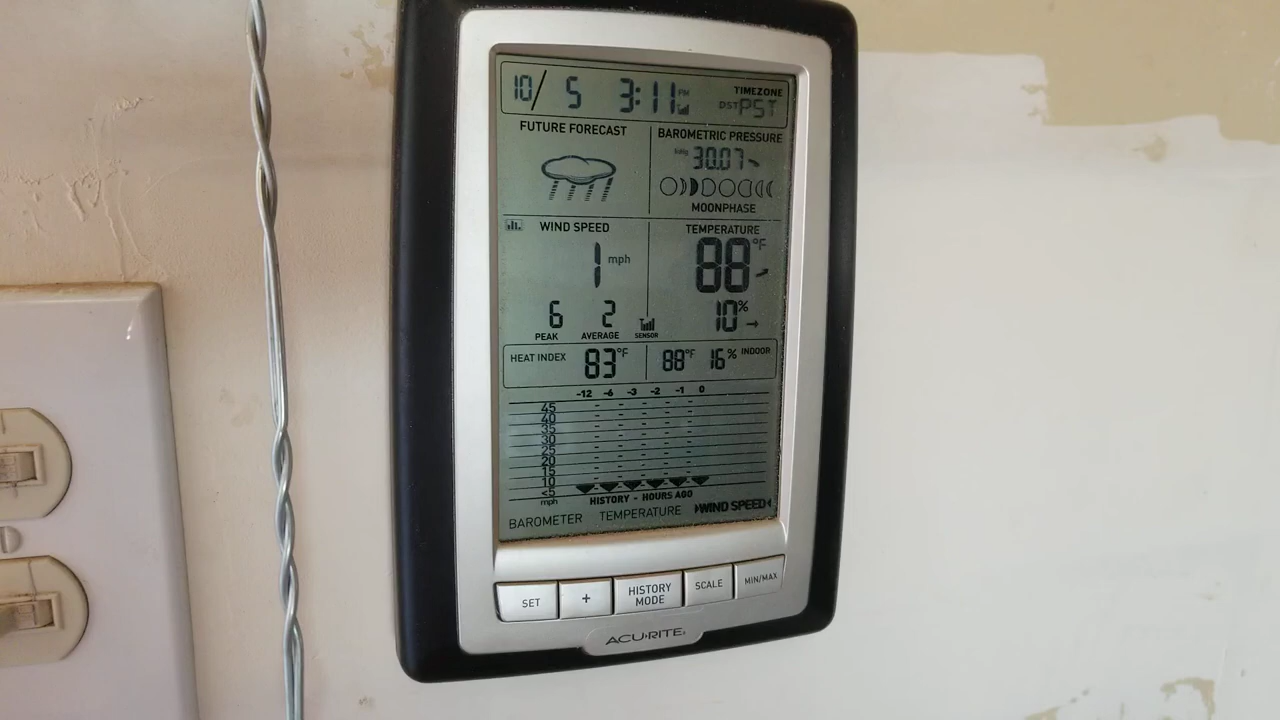 10/ 5 3:11 PM TIMEZONE
DST PST
FUTURE FORECAST BAROMETRIC PRESSURE
30.07
MOONPHASE
WIND SPEED TEMPERATURE
1 mph 88°F
6 2 10%
PEAK AVERAGE SENSOR
HEAT INDEX 83°F 88°F 16% INDOOR
-12 -6 -3 -2 -1 0
45
40
35
30
25
20
15
10
<5
mph
HISTORY - HOURS AGO
BAROMETER TEMPERATURE WIND SPEED
SET + HISTORY MODE SCALE MIN/MAX
ACU RITE